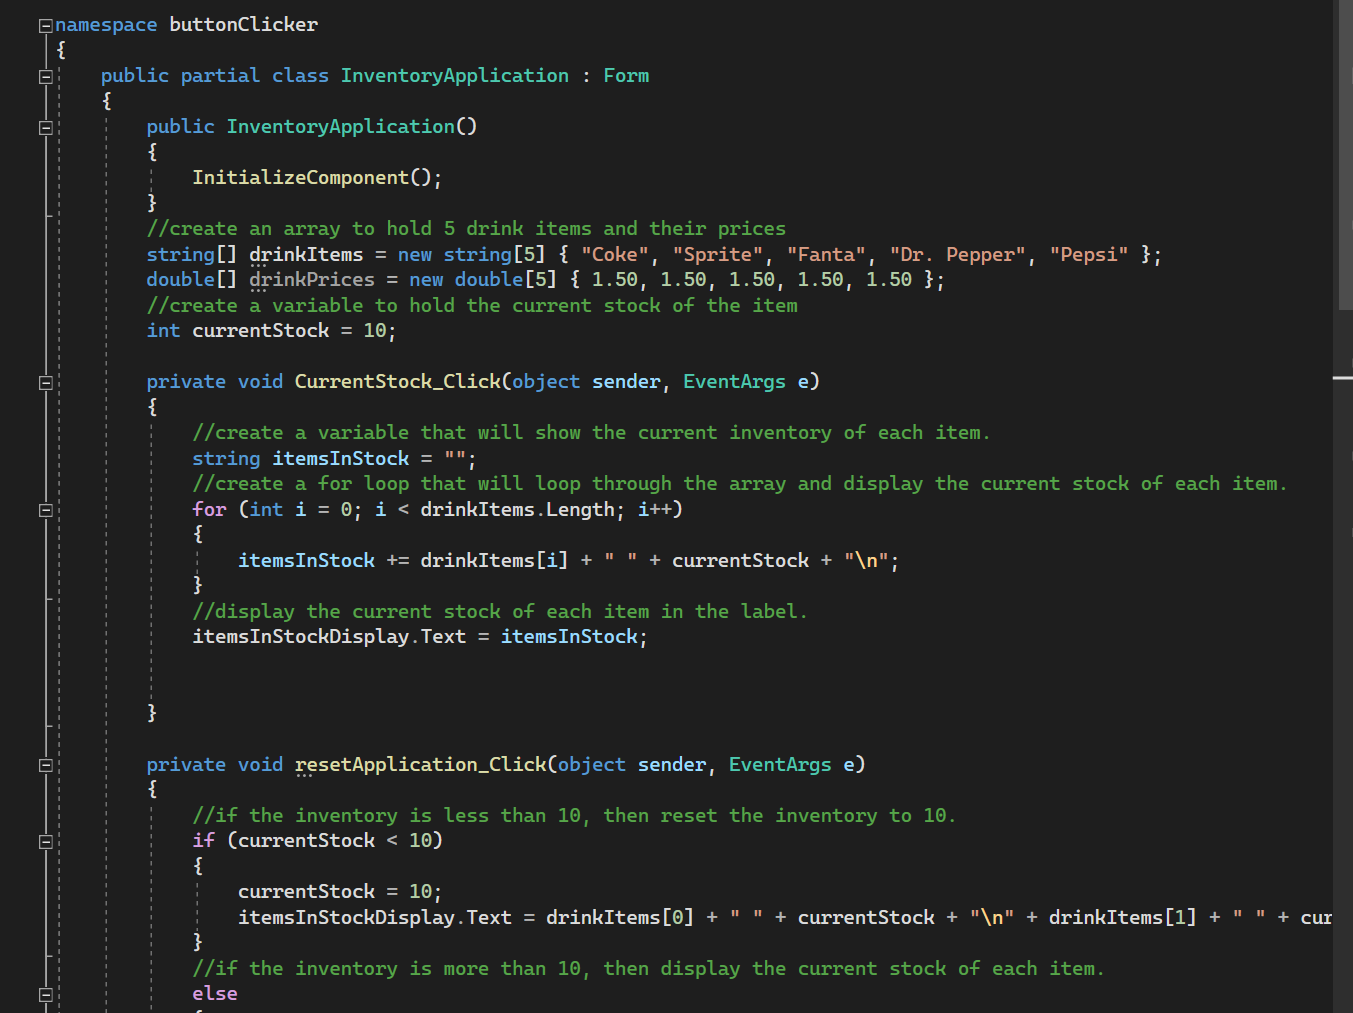 namespace buttonClicker
{
    public partial class InventoryApplication : Form
    {
        public InventoryApplication()
        {
            InitializeComponent();
        }
        //create an array to hold 5 drink items and their prices
        string[] drinkItems = new string[5] { "Coke", "Sprite", "Fanta", "Dr. Pepper", "Pepsi" };
        double[] drinkPrices = new double[5] { 1.50, 1.50, 1.50, 1.50, 1.50 };
        //create a variable to hold the current stock of the item
        int currentStock = 10;

        private void CurrentStock_Click(object sender, EventArgs e)
        {
            //create a variable that will show the current inventory of each item.
            string itemsInStock = "";
            //create a for loop that will loop through the array and display the current stock of each item.
            for (int i = 0; i < drinkItems.Length; i++)
            {
                itemsInStock += drinkItems[i] + " " + currentStock + "\n";
            }
            //display the current stock of each item in the label.
            itemsInStockDisplay.Text = itemsInStock;


        }

        private void resetApplication_Click(object sender, EventArgs e)
        {
            //if the inventory is less than 10, then reset the inventory to 10.
            if (currentStock < 10)
            {
                currentStock = 10;
                itemsInStockDisplay.Text = drinkItems[0] + " " + currentStock + "\n" + drinkItems[1] + " " + cur
            }
            //if the inventory is more than 10, then display the current stock of each item.
            else
            {